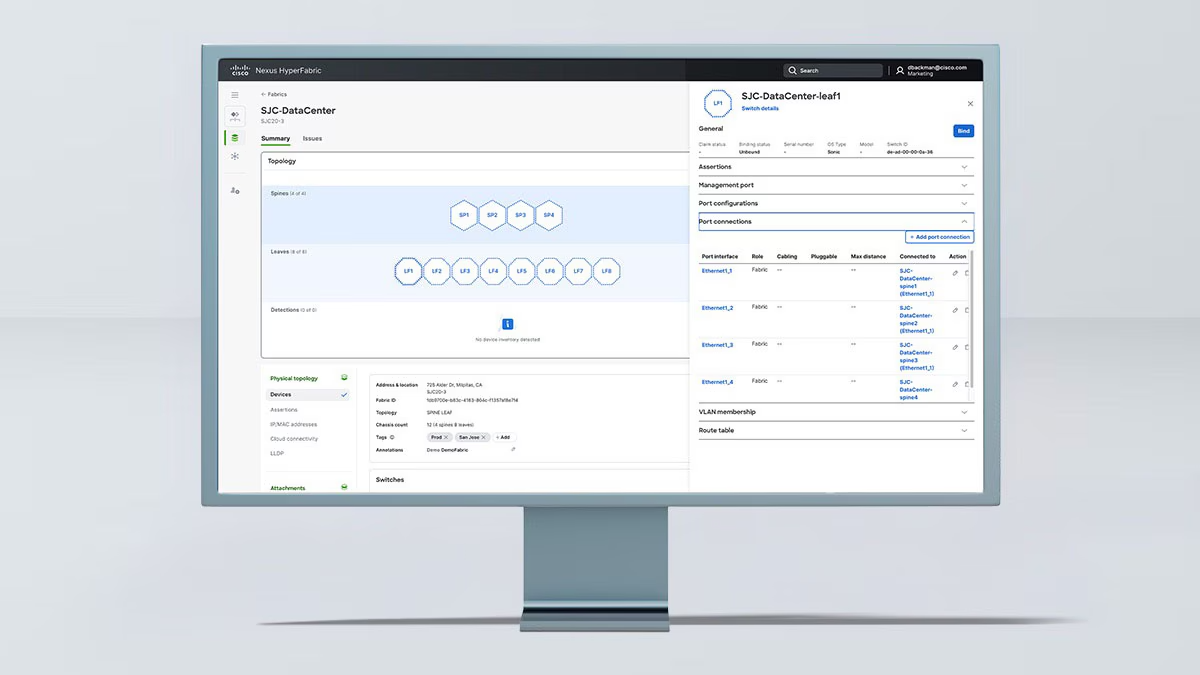 CISCO
Nexus HyperFabric
Search
dbackman@cisco.com
Marketing
← Fabrics
SJC-DataCenter
SJC20-3
Summary
Issues
Topology
Spines (4 of 4)
SP1
SP2
SP3
SP4
Leaves (8 of 8)
LF1
LF2
LF3
LF4
LF5
LF6
LF7
LF8
Detections (0 of 0)
i
No device inventory detected
Physical topology
Devices
Assertions
IP/MAC addresses
Cloud connectivity
LLDP
Attachments
Address & location
725 Alder Dr, Milpitas, CA
SJC20-3
Fabric ID
Topology
SPINE LEAF
Chassis count
12 (4 spines 8 leaves)
Tags
Prod ×
San Jose ×
+ Add
Annotations
Demo DemoFabric
Switches
LF1
SJC-DataCenter-leaf1
Switch details
General
Bind
Claim status
-
Binding status
Unbound
Serial number
-
OS Type
Sonic
Model
-
Switch ID
de-ad-00-00-0a-36
Assertions
Management port
Port configurations
Port connections
+ Add port connection
Port interface Role Cabling Pluggable Max distance Connected to Action
Ethernet1_1 Fabric -- -- SJC-
DataCenter-
spine1
(Ethernet1_1)
Ethernet1_2 Fabric -- -- SJC-
DataCenter-
spine2
(Ethernet1_1)
Ethernet1_3 Fabric -- -- SJC-
DataCenter-
spine3
(Ethernet1_1)
Ethernet1_4 Fabric -- -- SJC-
DataCenter-
spine4
VLAN membership
Route table